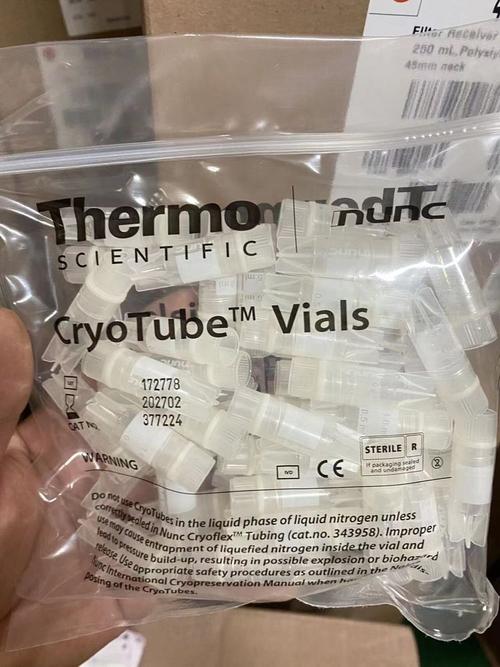 Filter Receiver
250 mL, Polysty
45mm neck
Thermo
SCIENTIFIC
nunc
CryoTube™ Vials
172778
202702
CAT NO. 377224
WARNING
IVD
CE
STERILE R
If packaging sealed
and undamaged
Do not use CryoTubes in the liquid phase of liquid nitrogen unless
correctly sealed in Nunc Cryoflex™ Tubing (cat.no. 343958). Improper
use may cause entrapment of liquefied nitrogen inside the vial and
lead to pressure build-up, resulting in possible explosion or biohazard
release. Use appropriate safety procedures as outlined in the
Nunc International Cryopreservation Manual when dis-
posing of the CryoTubes.